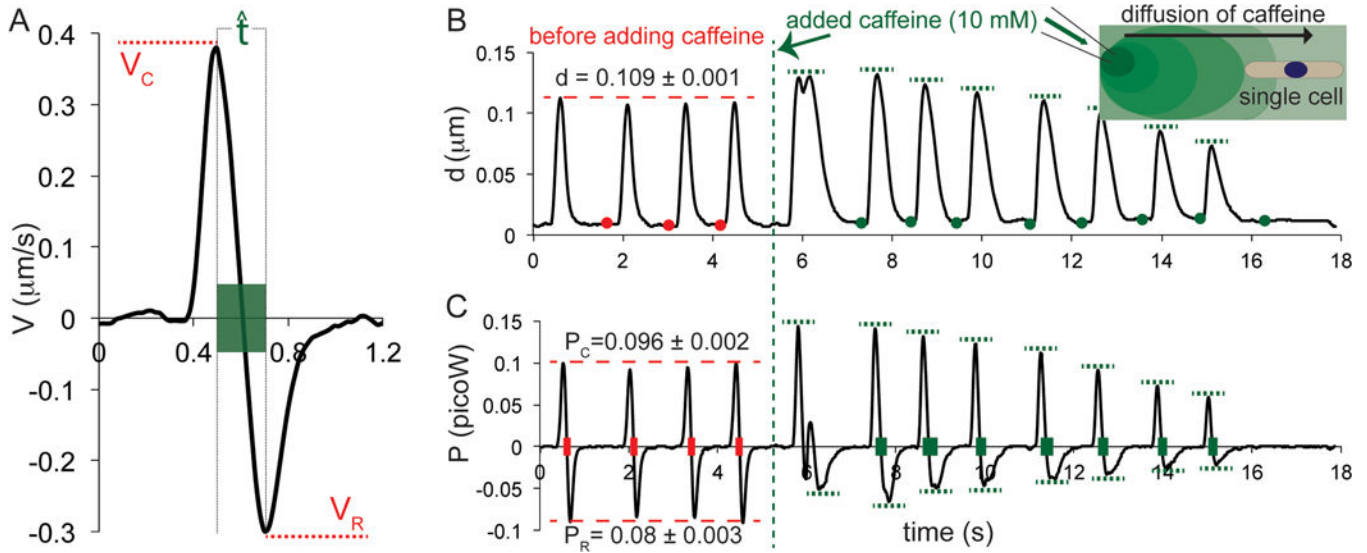 A
t̂
V_C
V_R
V (μm/s)
0.4
0.3
0.2
0.1
0
-0.1
-0.2
-0.3
0 0.4 0.8 1.2
B
before adding caffeine
added caffeine (10 mM)
diffusion of caffeine
single cell
d = 0.109 ± 0.001
d (μm)
0.15
0.1
0.05
0
0 2 4 6 8 10 12 14 16 18
C
P_C=0.096 ± 0.002
P_R= 0.08 ± 0.003
P (picoW)
0.15
0.1
0.05
0
-0.05
-0.1
0 2 4 6 8 10 12 14 16 18
time (s)